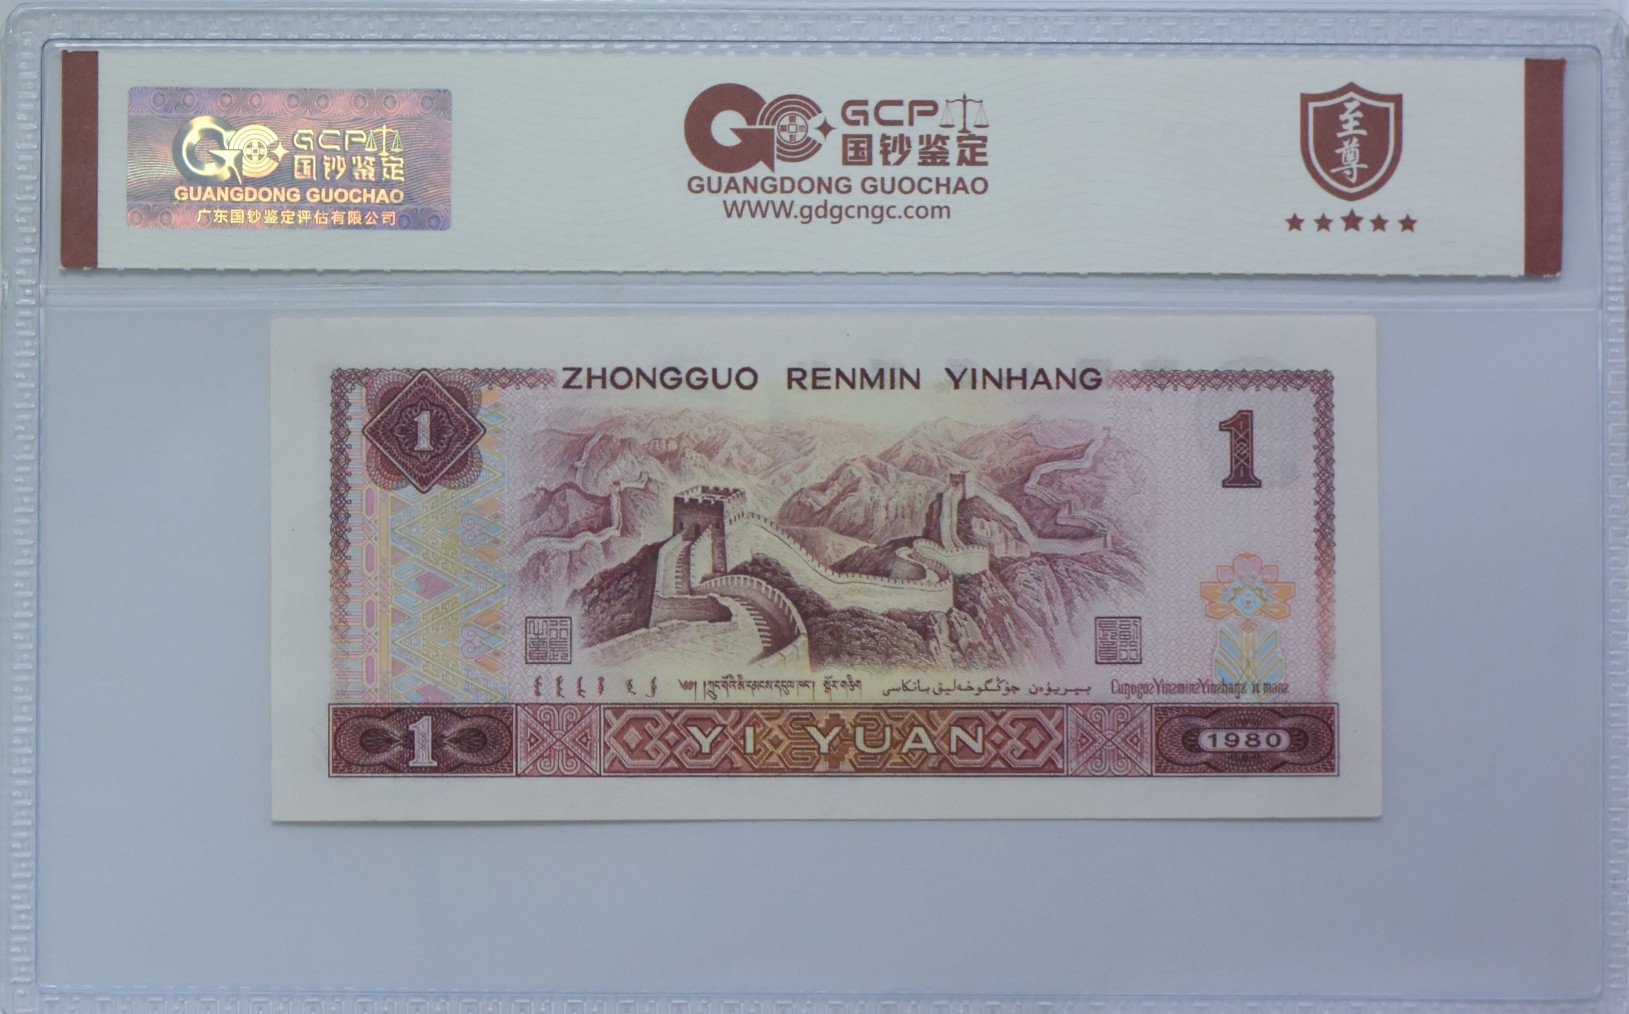 GCP
国钞鉴定
GUANGDONG GUOCHAO
广东国钞鉴定评估有限公司
GCP
国钞鉴定
GUANGDONG GUOCHAO
WWW.gdgcngc.com
至尊
ZHONGGUO RENMIN YINHANG
1
1
جۇڭگوخەلىق بانكاسى
1
YI YUAN
1980